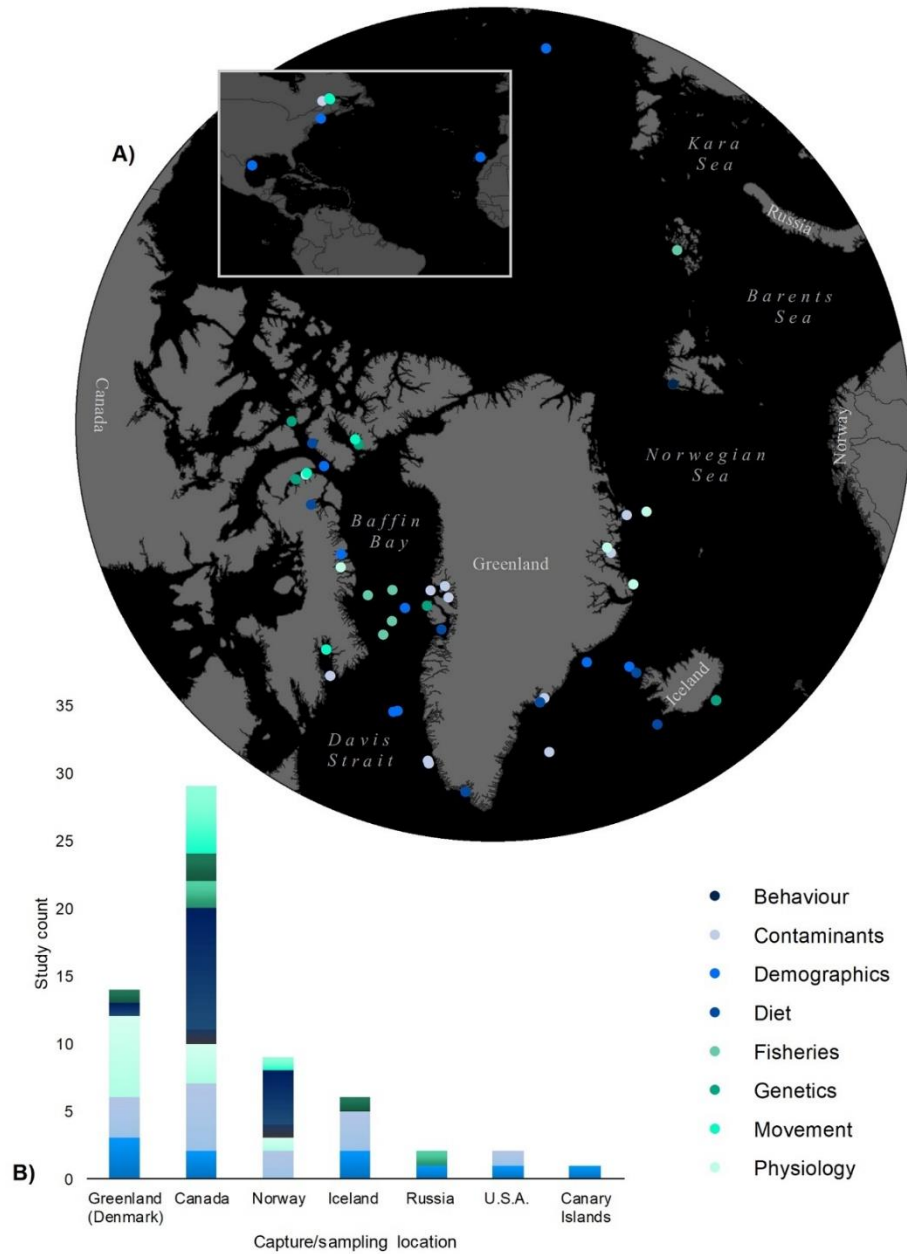 A)
Kara
Sea
Russia
Barents
Sea
Canada
Norway
Norwegian
Sea
Baffin
Bay
Greenland
Iceland
Davis
Strait
35
30
25
20
15
10
5
0
Study count
B)
Greenland
(Denmark)
Canada
Norway
Iceland
Russia
U.S.A.
Canary
Islands
Capture/sampling location
Behaviour
Contaminants
Demographics
Diet
Fisheries
Genetics
Movement
Physiology